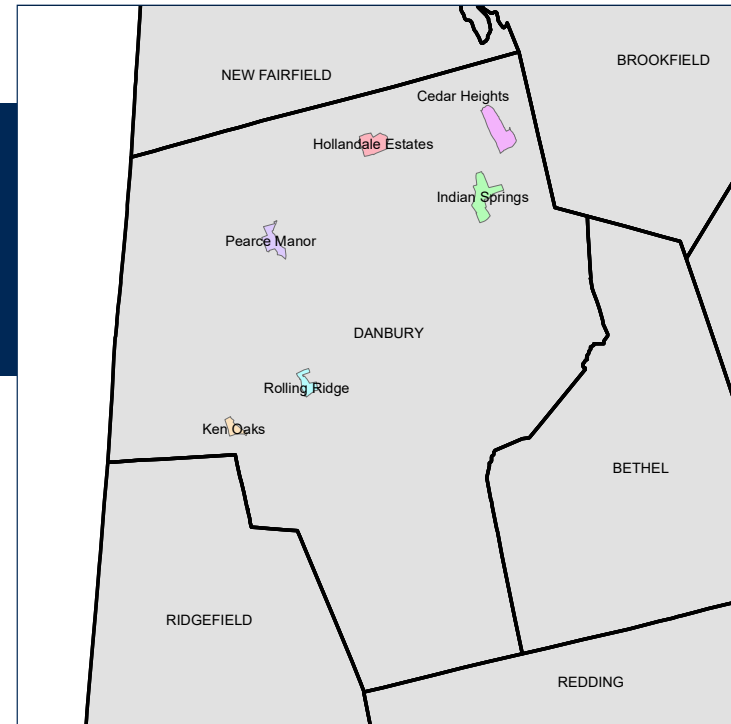 BROOKFIELD
NEW FAIRFIELD
Cedar Heights
Hollandale Estates
Indian Springs
Pearce Manor
DANBURY
Rolling Ridge
Ken Oaks
BETHEL
RIDGEFIELD
REDDING